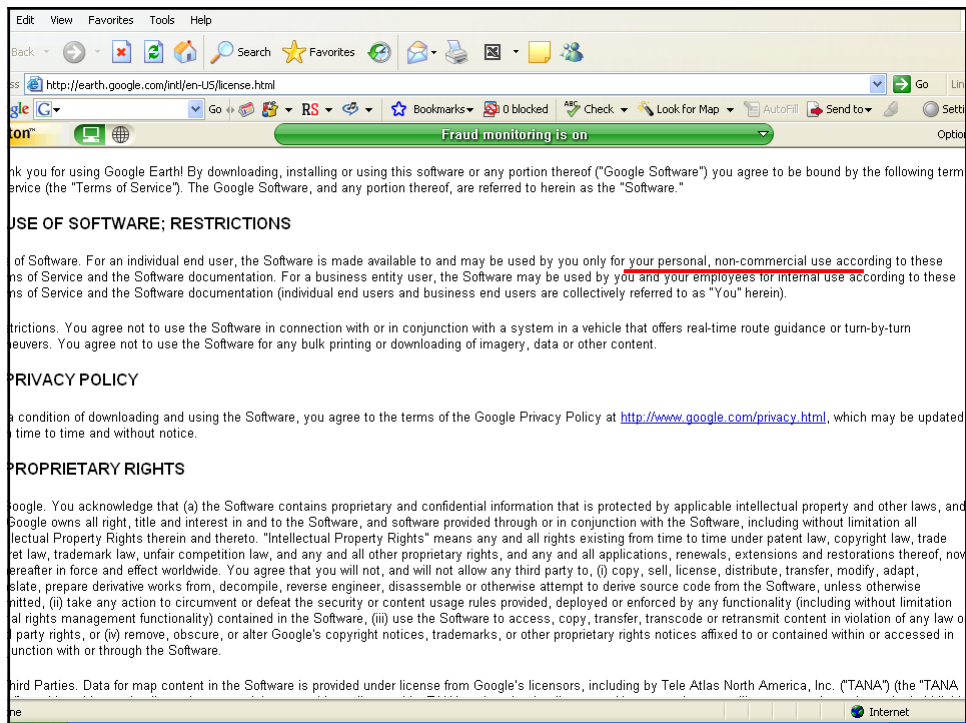 Edit View Favorites Tools Help
Back Search Favorites
ss http://earth.google.com/intl/en-US/license.html Go Lin
gle G Go RS Bookmarks 0 blocked ABC Check Look for Map AutoFill Send to Setti
ton™ Fraud monitoring is on Optio
nk you for using Google Earth! By downloading, installing or using this software or any portion thereof ("Google Software") you agree to be bound by the following term
ervice (the "Terms of Service"). The Google Software, and any portion thereof, are referred to herein as the "Software."
USE OF SOFTWARE; RESTRICTIONS
of Software. For an individual end user, the Software is made available to and may be used by you only for your personal, non-commercial use according to these
ms of Service and the Software documentation. For a business entity user, the Software may be used by you and your employees for internal use according to these
ms of Service and the Software documentation (individual end users and business end users are collectively referred to as "You" herein).
trictions. You agree not to use the Software in connection with or in conjunction with a system in a vehicle that offers real-time route guidance or turn-by-turn
neuvers. You agree not to use the Software for any bulk printing or downloading of imagery, data or other content.
PRIVACY POLICY
a condition of downloading and using the Software, you agree to the terms of the Google Privacy Policy at http://www.google.com/privacy.html, which may be updated
time to time and without notice.
PROPRIETARY RIGHTS
Google. You acknowledge that (a) the Software contains proprietary and confidential information that is protected by applicable intellectual property and other laws, and
Google owns all right, title and interest in and to the Software, and software provided through or in conjunction with the Software, including without limitation all
llectual Property Rights therein and thereto. "Intellectual Property Rights" means any and all rights existing from time to time under patent law, copyright law, trade
ret law, trademark law, unfair competition law, and any and all other proprietary rights, and any and all applications, renewals, extensions and restorations thereof, now
ereafter in force and effect worldwide. You agree that you will not, and will not allow any third party to, (i) copy, sell, license, distribute, transfer, modify, adapt,
slate, prepare derivative works from, decompile, reverse engineer, disassemble or otherwise attempt to derive source code from the Software, unless otherwise
mitted, (ii) take any action to circumvent or defeat the security or content usage rules provided, deployed or enforced by any functionality (including without limitation
tal rights management functionality) contained in the Software, (iii) use the Software to access, copy, transfer, transcode or retransmit content in violation of any law o
party rights, or (iv) remove, obscure, or alter Google's copyright notices, trademarks, or other proprietary rights notices affixed to or contained within or accessed in
unction with or through the Software.
hird Parties. Data for map content in the Software is provided under license from Google's licensors, including by Tele Atlas North America, Inc. ("TANA") (the "TANA
ne Internet